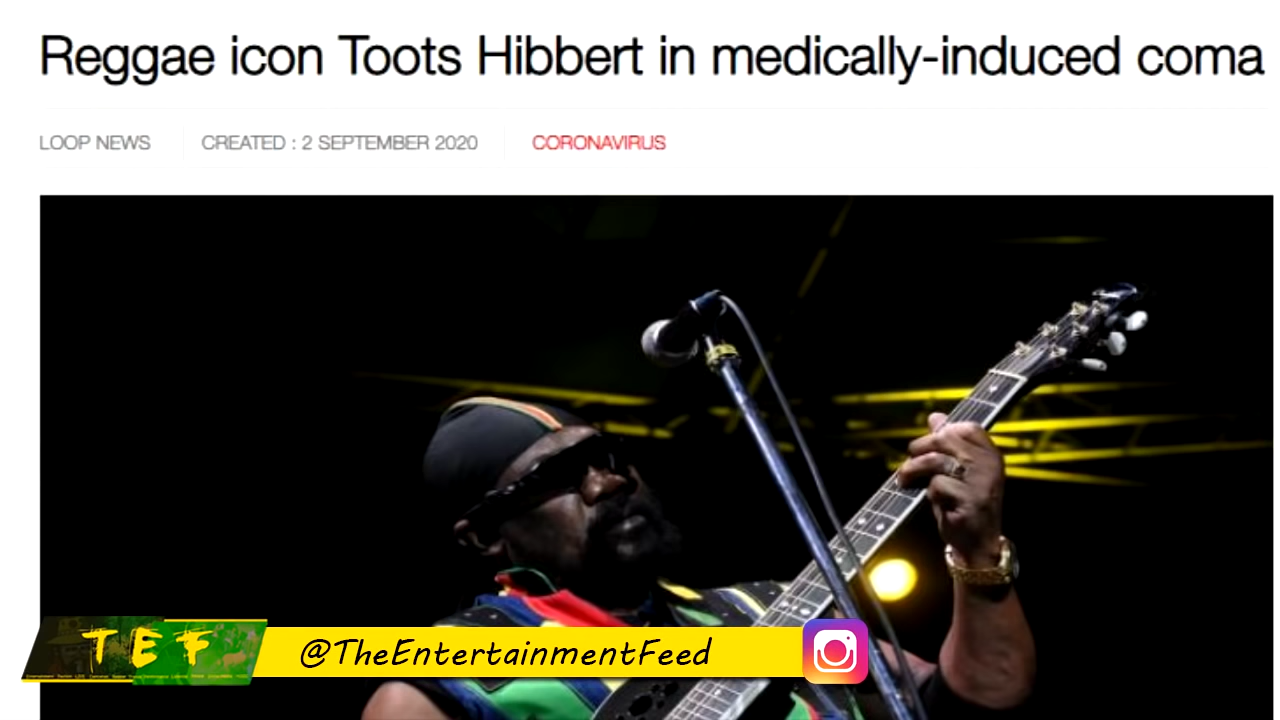 Reggae icon Toots Hibbert in medically-induced coma
LOOP NEWS CREATED : 2 SEPTEMBER 2020 CORONAVIRUS
TEF
@TheEntertainmentFeed